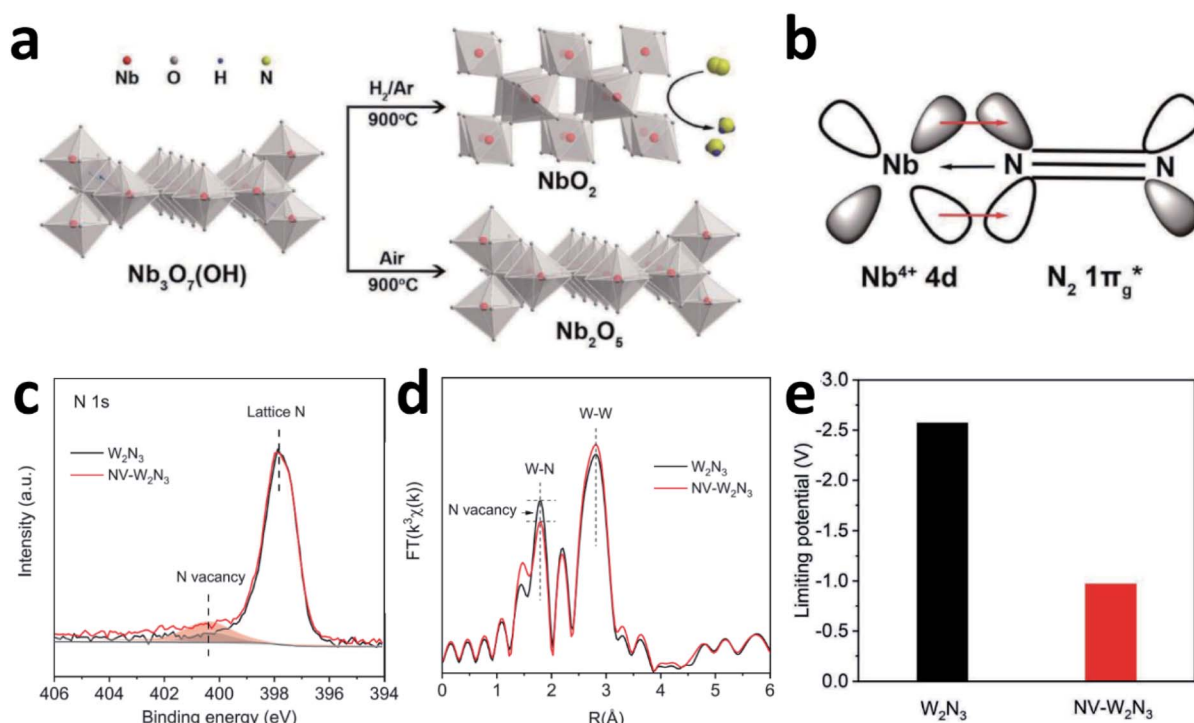 a
Nb O H N
Nb₃O₇(OH)
H₂/Ar
900°C
NbO₂
Air
900°C
Nb₂O₅
b
Nb N N
Nb⁴⁺ 4d N₂ 1πg*
c
N 1s
Lattice N
W₂N₃
NV-W₂N₃
N vacancy
Intensity (a.u.)
406 404 402 400 398 396 394
Binding energy (eV)
d
W-W
W-N
W₂N₃
NV-W₂N₃
N vacancy
FT(k³χ(k))
0 1 2 3 4 5 6
R(Å)
e
Limiting potential (V)
-3.0
-2.5
-2.0
-1.5
-1.0
-0.5
0.0
W₂N₃ NV-W₂N₃